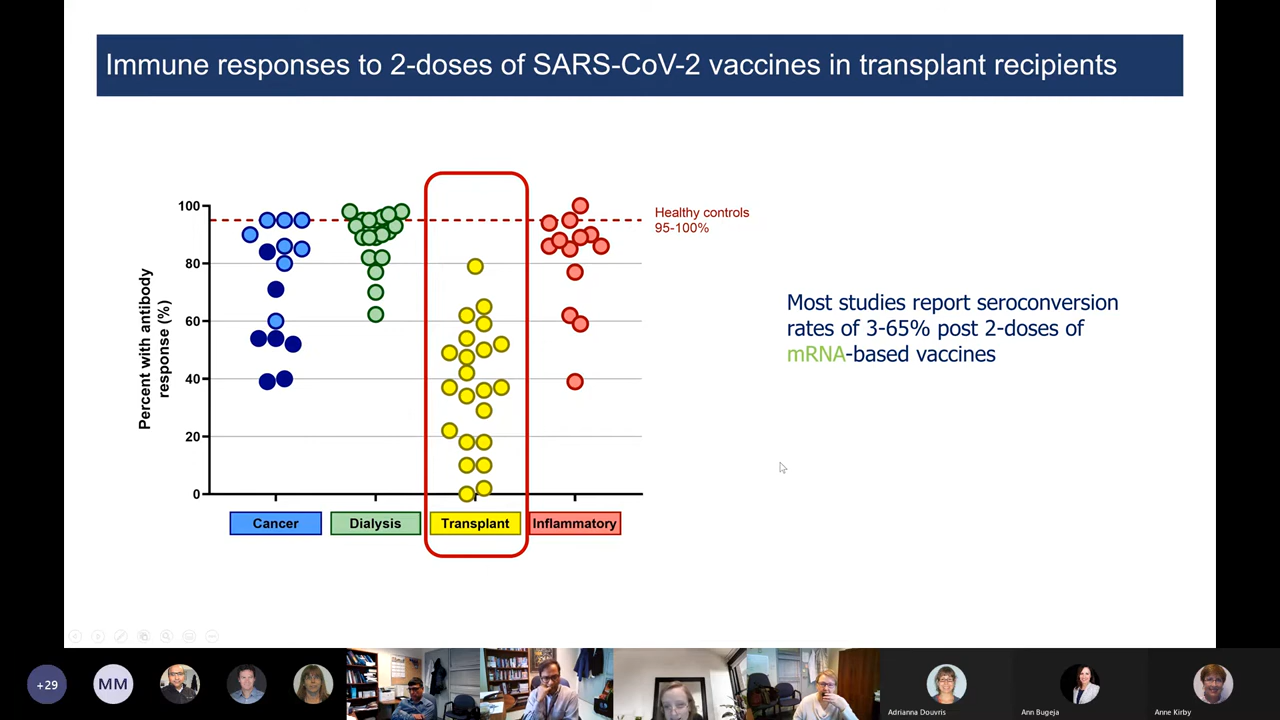 Immune responses to 2-doses of SARS-CoV-2 vaccines in transplant recipients
Percent with antibody
response (%)
100
80
60
40
20
0
Healthy controls
95-100%
Cancer
Dialysis
Transplant
Inflammatory
Most studies report seroconversion
rates of 3-65% post 2-doses of
mRNA-based vaccines
+29
MM
Adrianna Douvris
Ann Bugeja
Anne Kirby